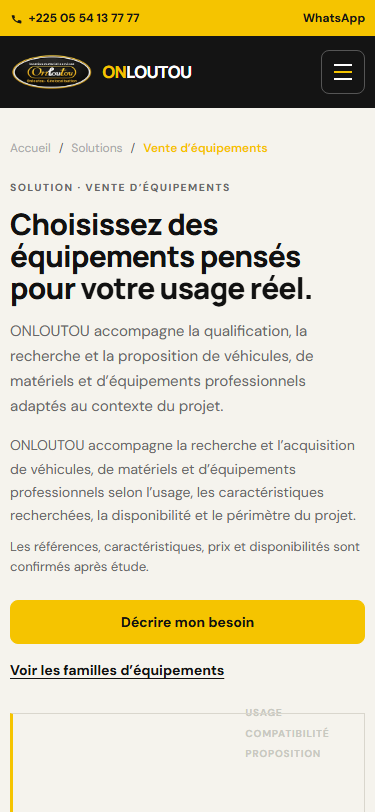 +225 05 54 13 77 77
WhatsApp
Onloutou
ONLOUTOU
Accueil / Solutions / Vente d’équipements
SOLUTION · VENTE D’ÉQUIPEMENTS
Choisissez des
équipements pensés
pour votre usage réel.
ONLOUTOU accompagne la qualification, la
recherche et la proposition de véhicules, de
matériels et d’équipements professionnels
adaptés au contexte du projet.
ONLOUTOU accompagne la recherche et l’acquisition
de véhicules, de matériels et d’équipements
professionnels selon l’usage, les caractéristiques
recherchées, la disponibilité et le périmètre du projet.
Les références, caractéristiques, prix et disponibilités sont
confirmés après étude.
Décrire mon besoin
Voir les familles d’équipements
USAGE
COMPATIBILITÉ
PROPOSITION